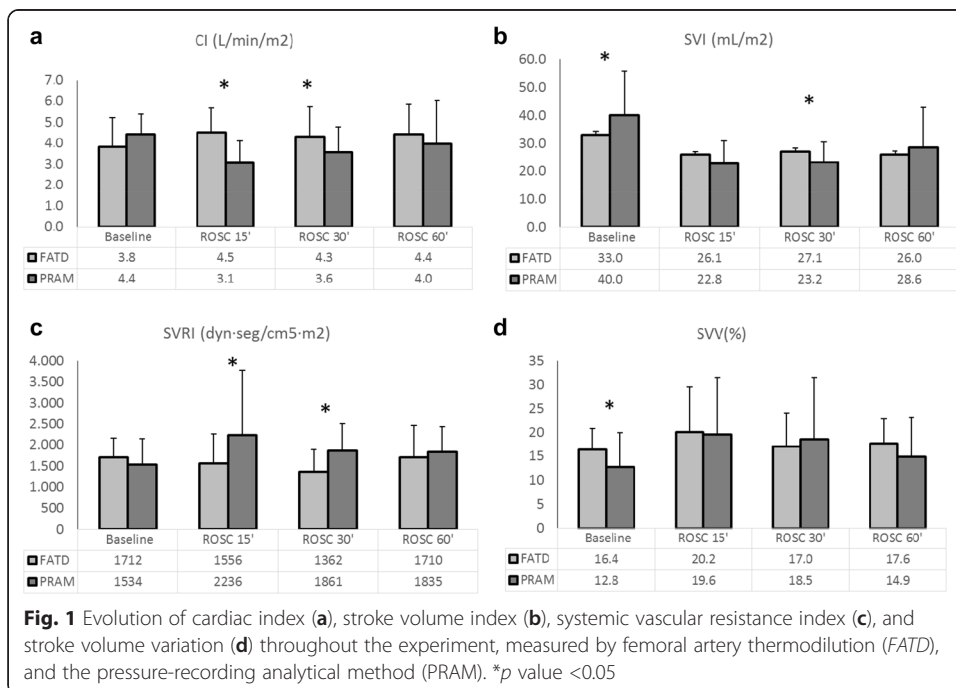 a
CI (L/min/m2)
7.0
6.0
5.0
4.0
3.0
2.0
1.0
0.0
* *
Baseline ROSC 15' ROSC 30' ROSC 60'
FATD 3.8 4.5 4.3 4.4
PRAM 4.4 3.1 3.6 4.0
b
SVI (mL/m2)
60.0
50.0
40.0
30.0
20.0
10.0
0.0
* *
Baseline ROSC 15' ROSC 30' ROSC 60'
FATD 33.0 26.1 27.1 26.0
PRAM 40.0 22.8 23.2 28.6
c
SVRI (dyn·seg/cm5·m2)
4.000
3.500
3.000
2.500
2.000
1.500
1.000
500
0
* *
Baseline ROSC 15' ROSC 30' ROSC 60'
FATD 1712 1556 1362 1710
PRAM 1534 2236 1861 1835
d
SVV(%)
35
30
25
20
15
10
5
0
*
Baseline ROSC 15' ROSC 30' ROSC 60'
FATD 16.4 20.2 17.0 17.6
PRAM 12.8 19.6 18.5 14.9
Fig. 1 Evolution of cardiac index (a), stroke volume index (b), systemic vascular resistance index (c), and
stroke volume variation (d) throughout the experiment, measured by femoral artery thermodilution (FATD),
and the pressure-recording analytical method (PRAM). *p value <0.05